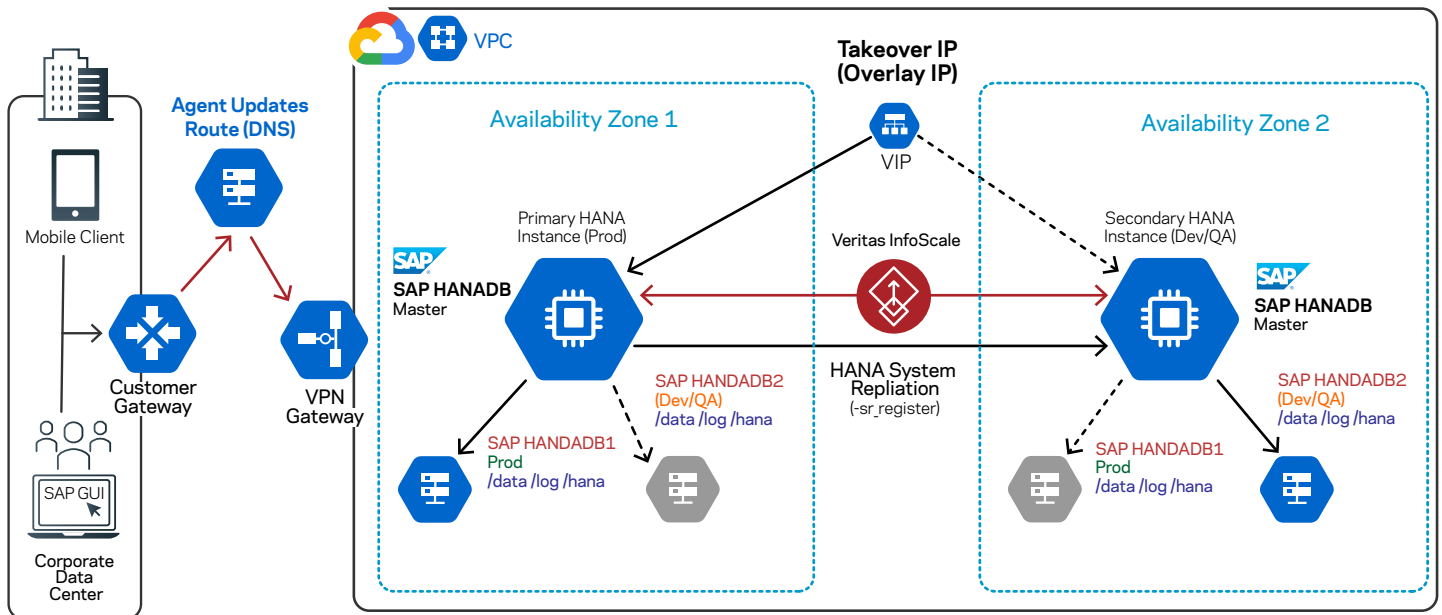 VPC
Takeover IP
(Overlay IP)
Agent Updates
Route (DNS)
Availability Zone 1
Availability Zone 2
VIP
Mobile Client
Primary HANA
Instance (Prod)
Veritas InfoScale
Secondary HANA
Instance (Dev/QA)
SAP
SAP HANADB
Master
SAP
SAP HANADB
Master
Customer
Gateway
VPN
Gateway
HANA System
Repliation
(-sr_register)
SAP HANDADB2
(Dev/QA)
/data /log /hana
SAP HANDADB2
(Dev/QA)
/data /log /hana
SAP HANDADB1
Prod
/data /log /hana
SAP HANDADB1
Prod
/data /log /hana
SAP GUI
Corporate
Data
Center